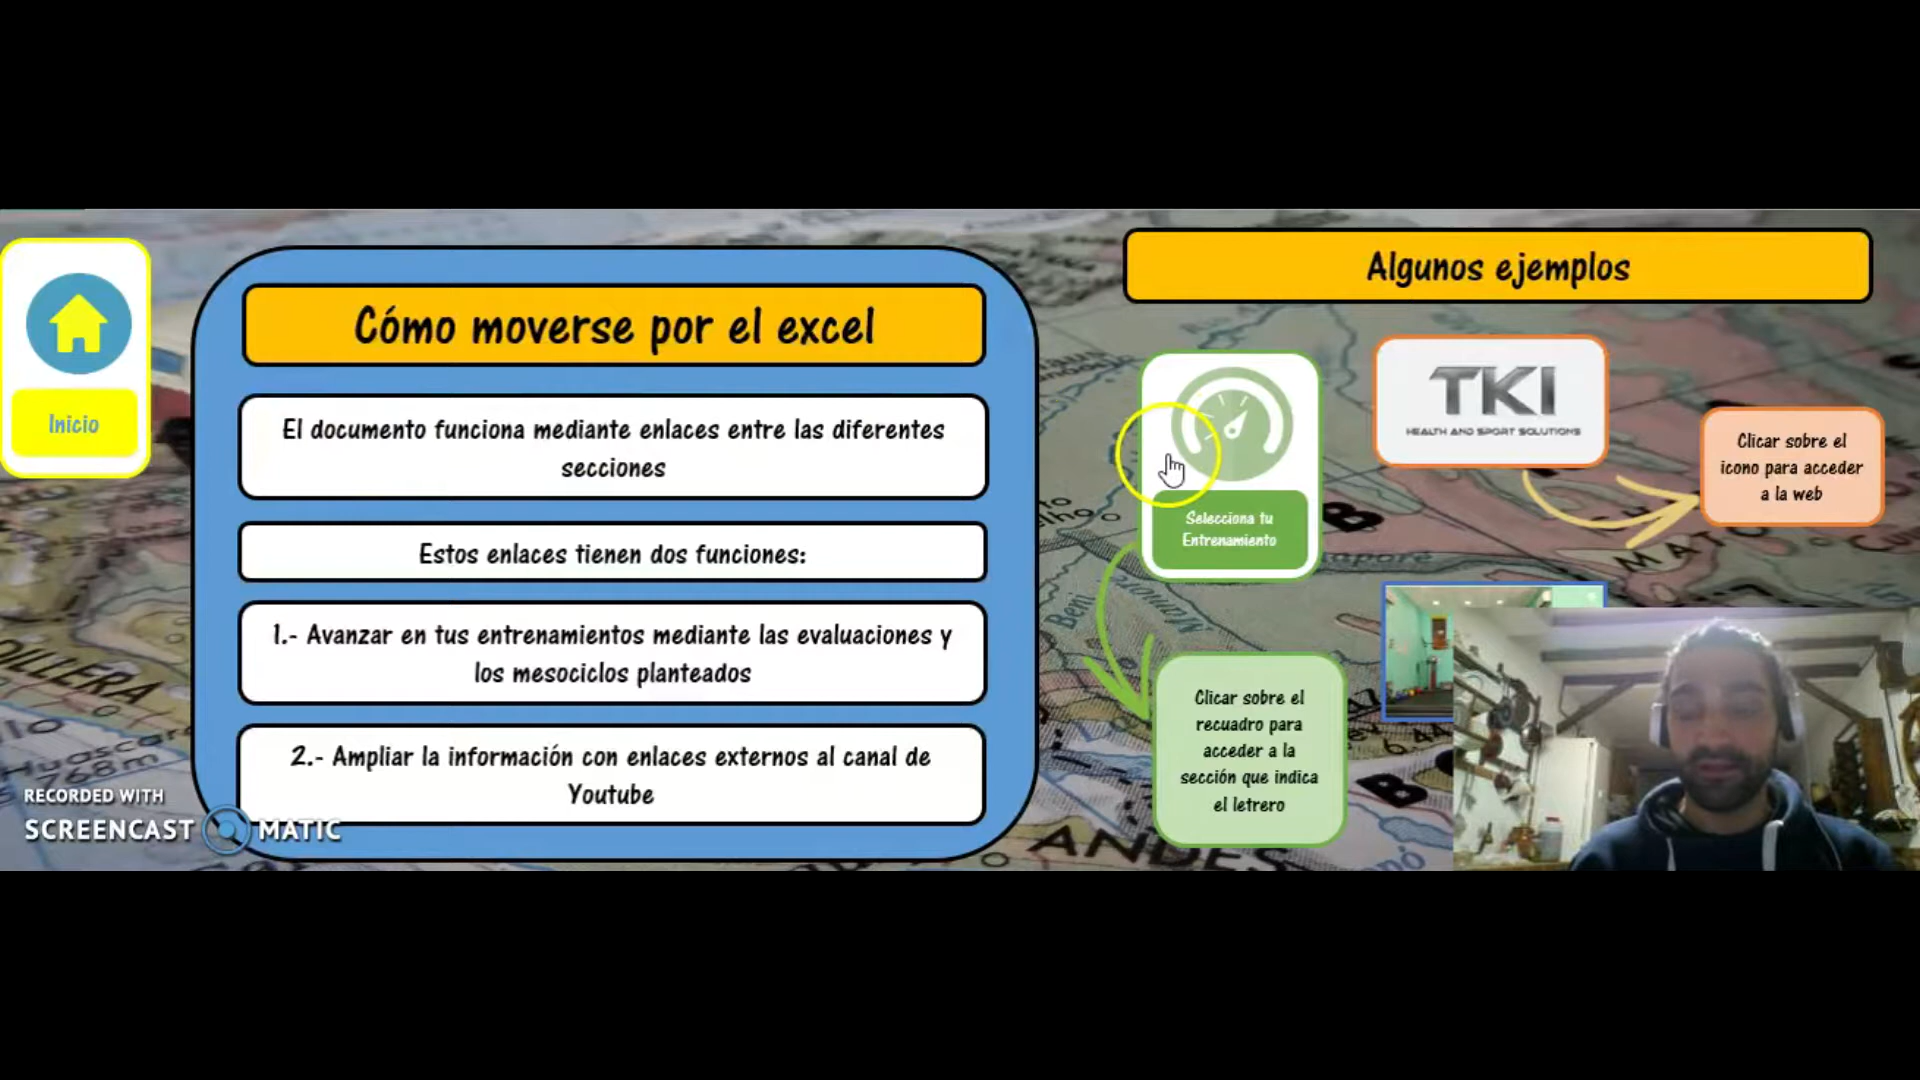 Inicio
Cómo moverse por el excel
El documento funciona mediante enlaces entre las diferentes
secciones
Estos enlaces tienen dos funciones:
1.- Avanzar en tus entrenamientos mediante las evaluaciones y
los mesociclos planteados
2.- Ampliar la información con enlaces externos al canal de
Youtube
RECORDED WITH
SCREENCAST MATIC
Algunos ejemplos
Selecciona tu
Entrenamiento
TKI
HEALTH AND SPORT SOLUTIONS
Clicar sobre el
icono para acceder
a la web
Clicar sobre el
recuadro para
acceder a la
sección que indica
el letrero
Beni
Mamoré
ANDES
768m